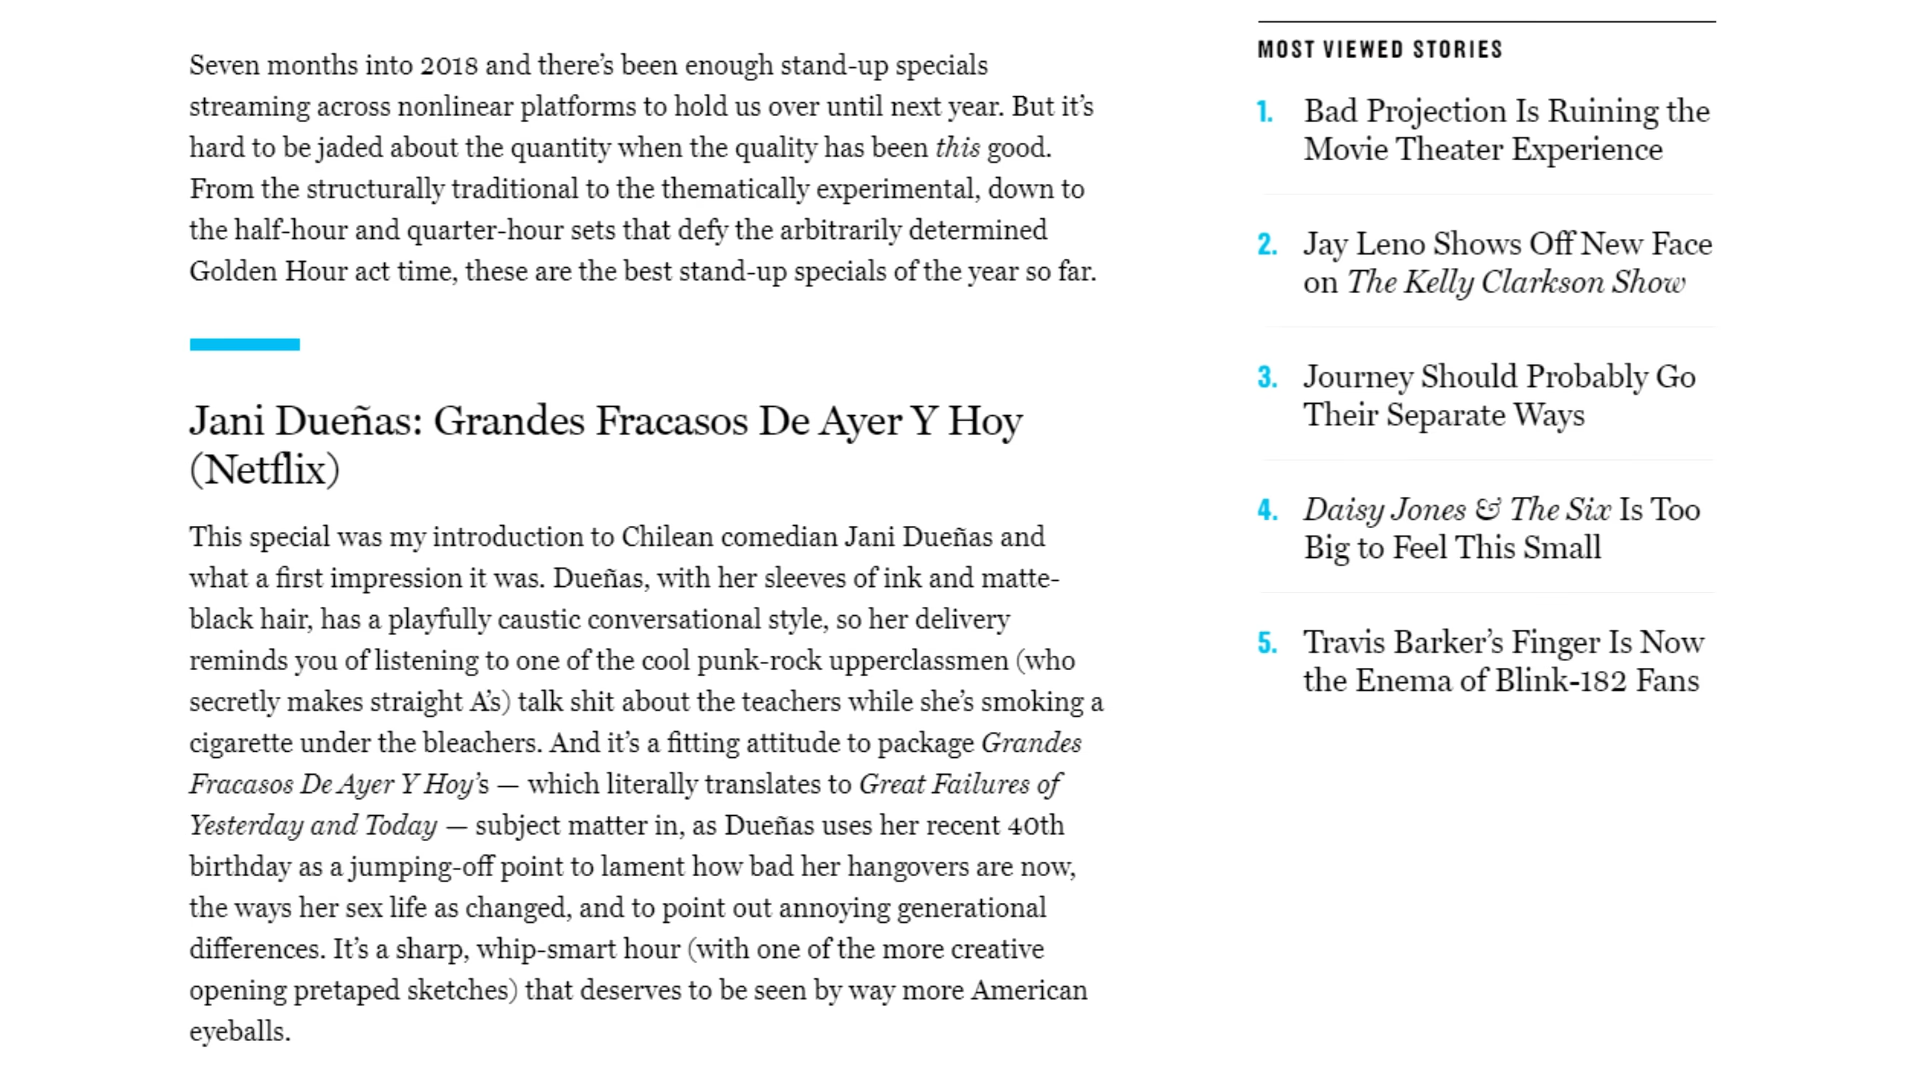 Seven months into 2018 and there’s been enough stand-up specials
streaming across nonlinear platforms to hold us over until next year. But it’s
hard to be jaded about the quantity when the quality has been this good.
From the structurally traditional to the thematically experimental, down to
the half-hour and quarter-hour sets that defy the arbitrarily determined
Golden Hour act time, these are the best stand-up specials of the year so far.
Jani Dueñas: Grandes Fracasos De Ayer Y Hoy
(Netflix)
This special was my introduction to Chilean comedian Jani Dueñas and
what a first impression it was. Dueñas, with her sleeves of ink and matte-
black hair, has a playfully caustic conversational style, so her delivery
reminds you of listening to one of the cool punk-rock upperclassmen (who
secretly makes straight A’s) talk shit about the teachers while she’s smoking a
cigarette under the bleachers. And it’s a fitting attitude to package Grandes
Fracasos De Ayer Y Hoy’s — which literally translates to Great Failures of
Yesterday and Today — subject matter in, as Dueñas uses her recent 40th
birthday as a jumping-off point to lament how bad her hangovers are now,
the ways her sex life as changed, and to point out annoying generational
differences. It’s a sharp, whip-smart hour (with one of the more creative
opening pretaped sketches) that deserves to be seen by way more American
eyeballs.
MOST VIEWED STORIES
1. Bad Projection Is Ruining the
Movie Theater Experience
2. Jay Leno Shows Off New Face
on The Kelly Clarkson Show
3. Journey Should Probably Go
Their Separate Ways
4. Daisy Jones & The Six Is Too
Big to Feel This Small
5. Travis Barker’s Finger Is Now
the Enema of Blink-182 Fans